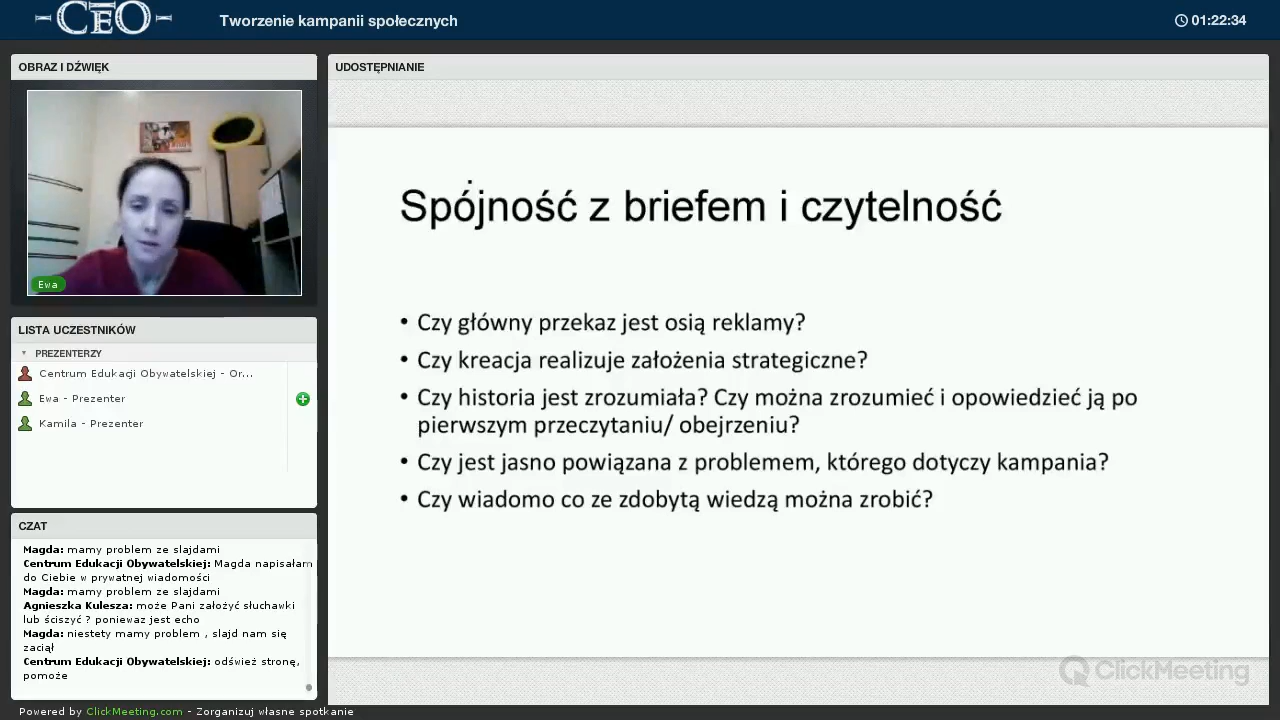 CEO
Tworzenie kampanii społecznych
01:22:34
OBRAZ I DŹWIĘK
Ewa
LISTA UCZESTNIKÓW
PREZENTERZY
Centrum Edukacji Obywatelskiej - Or...
Ewa - Prezenter
Kamila - Prezenter
CZAT
Magda: mamy problem ze slajdami
Centrum Edukacji Obywatelskiej: Magda napisałam
do Ciebie w prywatnej wiadomości
Magda: mamy problem ze slajdami
Agnieszka Kulesza: może Pani założyć słuchawki
lub ściszyć ? poniewaz jest echo
Magda: niestety mamy problem , slajd nam się
zaciął
Centrum Edukacji Obywatelskiej: odśwież stronę,
pomoże
UDOSTĘPNIANIE
Spójność z briefem i czytelność
• Czy główny przekaz jest osią reklamy?
• Czy kreacja realizuje założenia strategiczne?
• Czy historia jest zrozumiała? Czy można zrozumieć i opowiedzieć ją po
pierwszym przeczytaniu/ obejrzeniu?
• Czy jest jasno powiązana z problemem, którego dotyczy kampania?
• Czy wiadomo co ze zdobytą wiedzą można zrobić?
ClickMeeting
Powered by ClickMeeting.com - Zorganizuj własne spotkanie